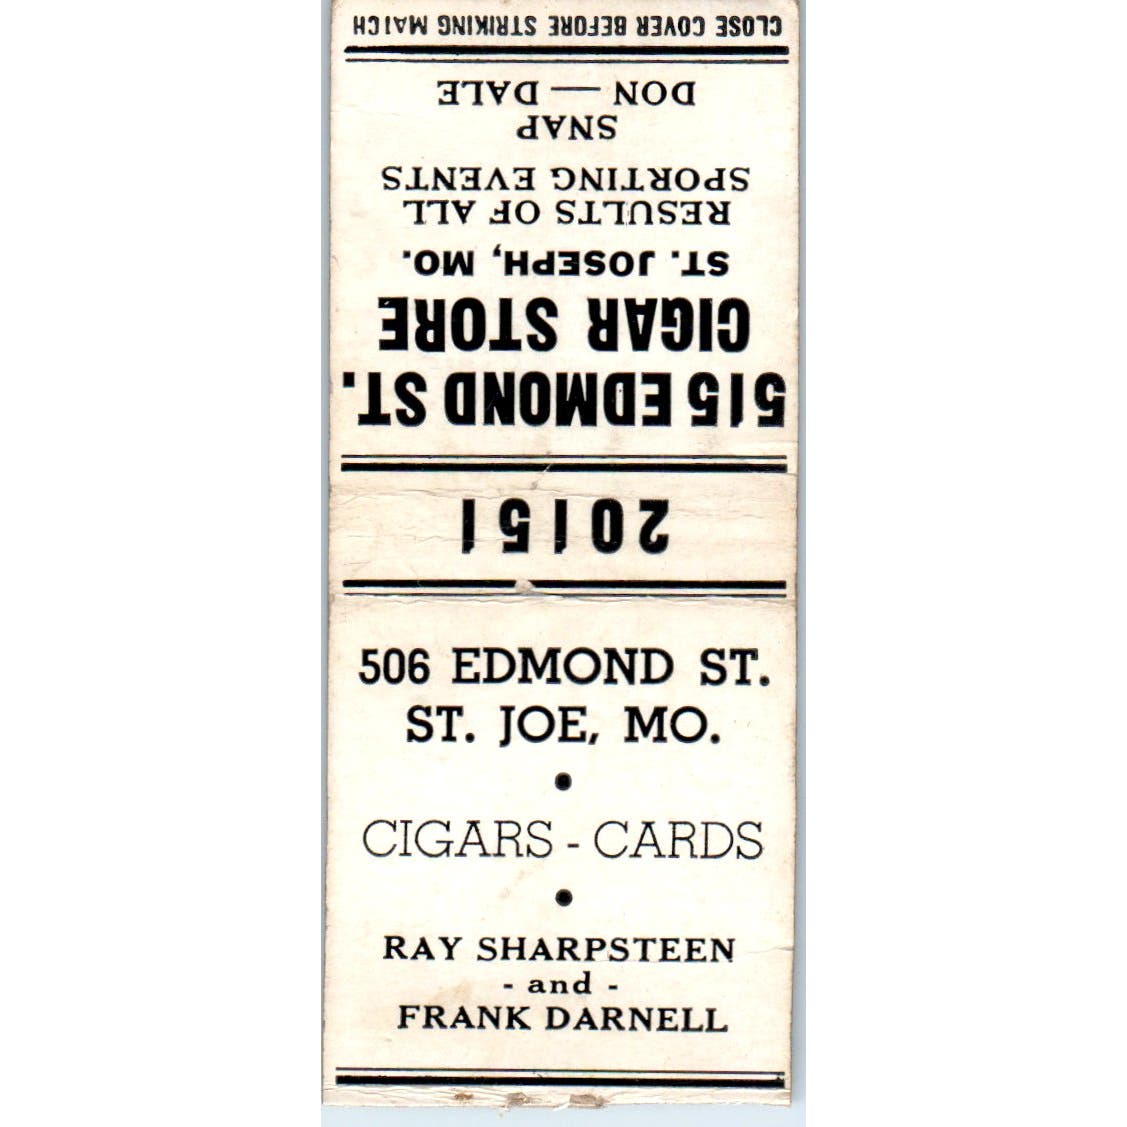 515 EDMOND ST.
CIGAR STORE
ST. JOSEPH, MO.
RESULTS OF ALL
SPORTING EVENTS
SNAP
DON — DALE
CLOSE COVER BEFORE STRIKING MATCH
20151
506 EDMOND ST.
ST. JOE, MO.
CIGARS - CARDS
RAY SHARPSTEEN
- and -
FRANK DARNELL